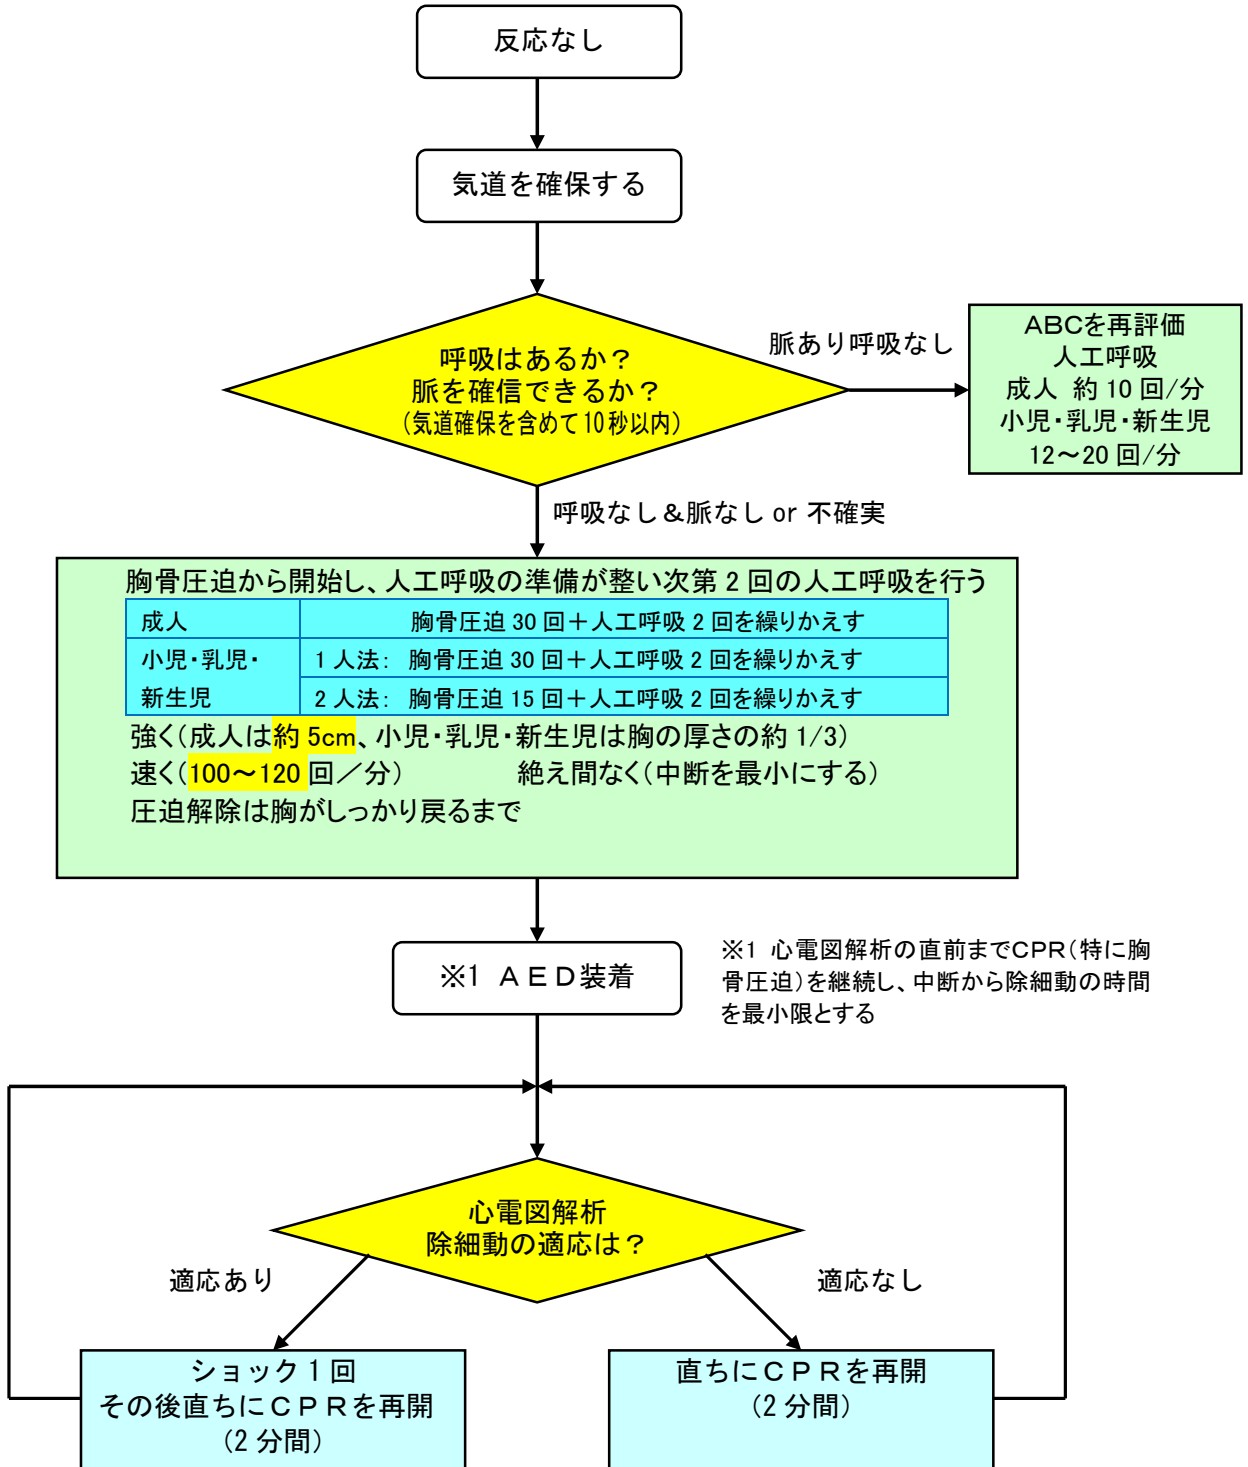 反応なし
気道を確保する
呼吸はあるか？
脈を確信できるか？
（気道確保を含めて10秒以内）
脈あり呼吸なし
ＡＢＣを再評価
人工呼吸
成人 約10回/分
小児・乳児・新生児
12～20回/分
呼吸なし＆脈なし or 不確実
胸骨圧迫から開始し、人工呼吸の準備が整い次第2回の人工呼吸を行う
成人 胸骨圧迫30回＋人工呼吸2回を繰りかえす
小児・乳児・ 1人法： 胸骨圧迫30回＋人工呼吸2回を繰りかえす
新生児 2人法： 胸骨圧迫15回＋人工呼吸2回を繰りかえす
強く（成人は約5cm、小児・乳児・新生児は胸の厚さの約1/3）
速く（100～120回／分） 絶え間なく（中断を最小にする）
圧迫解除は胸がしっかり戻るまで
※1 ＡＥＤ装着
※1 心電図解析の直前までCPR（特に胸
骨圧迫）を継続し、中断から除細動の時間
を最小限とする
心電図解析
除細動の適応は？
適応あり
適応なし
ショック1回
その後直ちにＣＰＲを再開
（2分間）
直ちにＣＰＲを再開
（2分間）